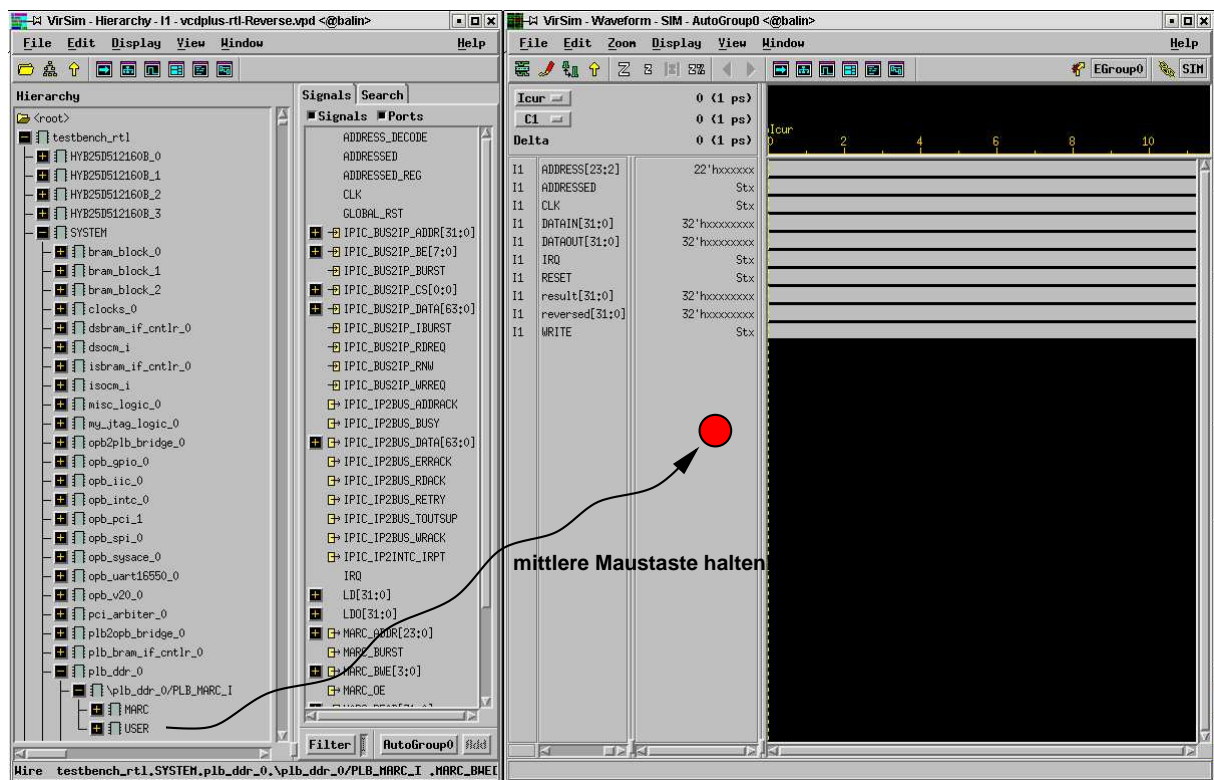 VirSim - Hierarchy - I1 - vcdplus-rtl-Reverse.vpd <@balin>
File Edit Display View Window Help
Hierarchy
<root>
testbench_rtl
HYB25D512160B_0
HYB25D512160B_1
HYB25D512160B_2
HYB25D512160B_3
SYSTEM
bram_block_0
bram_block_1
bram_block_2
clocks_0
dsbram_if_cntlr_0
dsocm_i
isbram_if_cntlr_0
isocm_i
misc_logic_0
my_jtag_logic_0
opb2plb_bridge_0
opb_gpio_0
opb_iic_0
opb_intc_0
opb_pci_1
opb_spi_0
opb_sysace_0
opb_uart16550_0
opb_v20_0
pci_arbiter_0
plb2opb_bridge_0
plb_bram_if_cntlr_0
plb_ddr_0
\plb_ddr_0/PLB_MARC_I
MARC
USER
Signals Search
Signals Ports
ADDRESS_DECODE
ADDRESSED
ADDRESSED_REG
CLK
GLOBAL_RST
IPIC_BUS2IP_ADDR[31:0]
IPIC_BUS2IP_BE[7:0]
IPIC_BUS2IP_BURST
IPIC_BUS2IP_CS[0:0]
IPIC_BUS2IP_DATA[63:0]
IPIC_BUS2IP_IBURST
IPIC_BUS2IP_RDREQ
IPIC_BUS2IP_RNW
IPIC_BUS2IP_WRREQ
IPIC_IP2BUS_ADDRACK
IPIC_IP2BUS_BUSY
IPIC_IP2BUS_DATA[63:0]
IPIC_IP2BUS_ERRACK
IPIC_IP2BUS_RDACK
IPIC_IP2BUS_RETRY
IPIC_IP2BUS_TOUTSUP
IPIC_IP2BUS_WRACK
IPIC_IP2INTC_IRPT
IRQ
LD[31:0]
LDO[31:0]
MARC_ADDR[23:0]
MARC_BURST
MARC_BWE[3:0]
MARC_OE
Filter AutoGroup0 Add
Wire testbench_rtl.SYSTEM.plb_ddr_0.\plb_ddr_0/PLB_MARC_I .MARC_BWE[
VirSim - Waveform - SIM - AutoGroup0 <@balin>
File Edit Zoom Display View Window Help
EGroup0 SIM
Icur 0 (1 ps)
C1 0 (1 ps)
Delta 0 (1 ps)
Icur
0 2 4 6 8 10
I1 ADDRESS[23:2] 22'hxxxxxx
I1 ADDRESSED Stx
I1 CLK Stx
I1 DATAIN[31:0] 32'hxxxxxxxx
I1 DATAOUT[31:0] 32'hxxxxxxxx
I1 IRQ Stx
I1 RESET Stx
I1 result[31:0] 32'hxxxxxxxx
I1 reversed[31:0] 32'hxxxxxxxx
I1 WRITE Stx
mittlere Maustaste halten